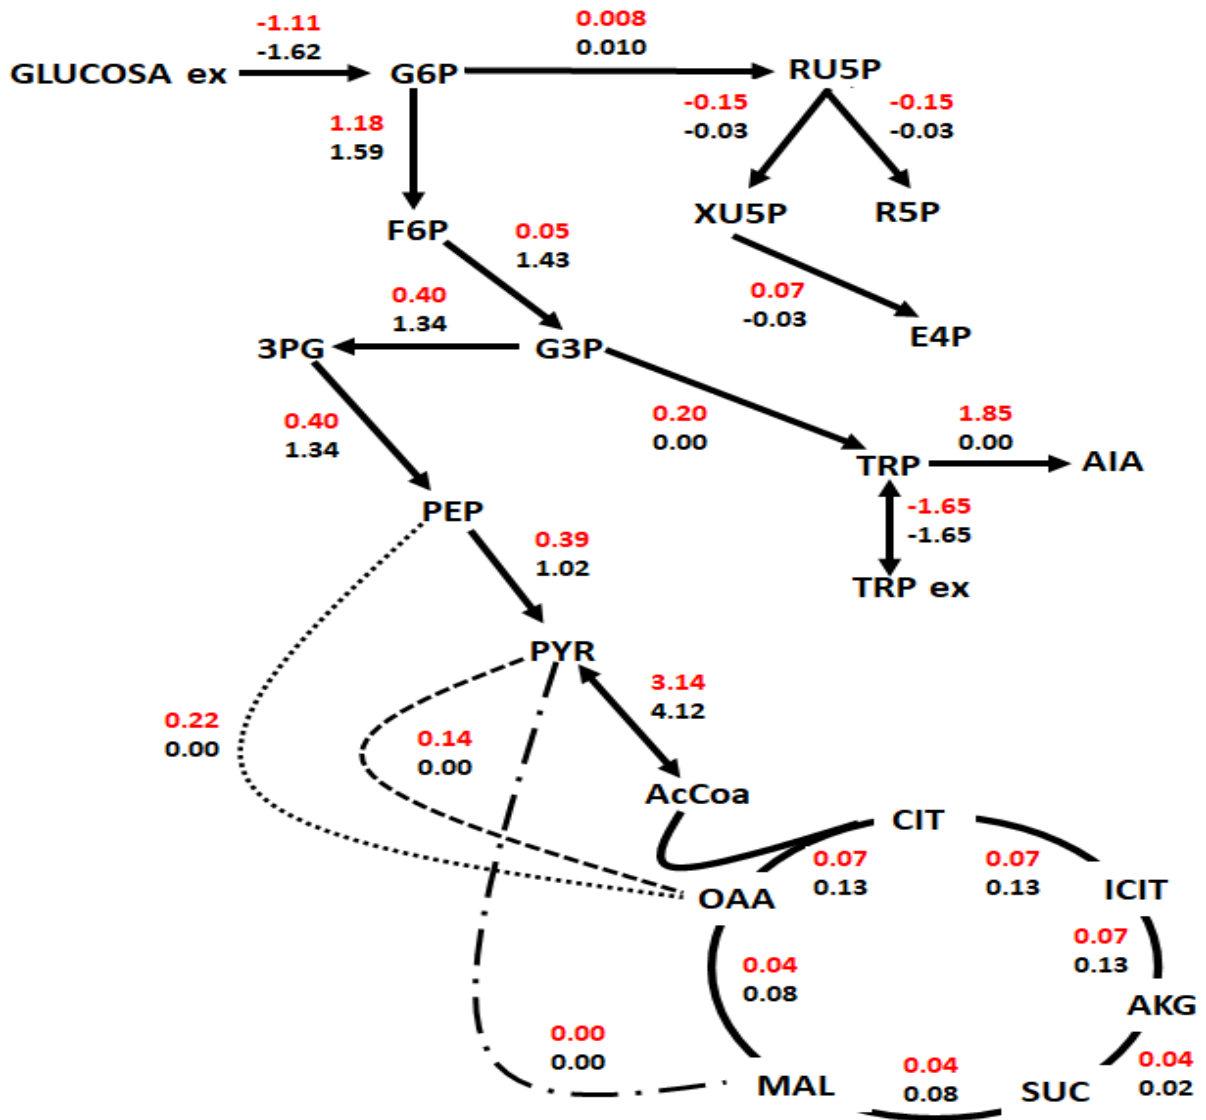 -1.11
-1.62
0.008
0.010
GLUCOSA ex
G6P
RU5P
1.18
1.59
-0.15
-0.03
-0.15
-0.03
XU5P
R5P
F6P
0.05
1.43
0.07
-0.03
0.40
1.34
3PG
G3P
E4P
0.40
1.34
0.20
0.00
1.85
0.00
TRP
AIA
PEP
-1.65
-1.65
0.39
1.02
TRP ex
PYR
3.14
4.12
0.22
0.00
0.14
0.00
AcCoa
CIT
0.07
0.13
0.07
0.13
ICIT
OAA
0.07
0.13
0.04
0.08
AKG
0.00
0.00
MAL
0.04
0.08
SUC
0.04
0.02